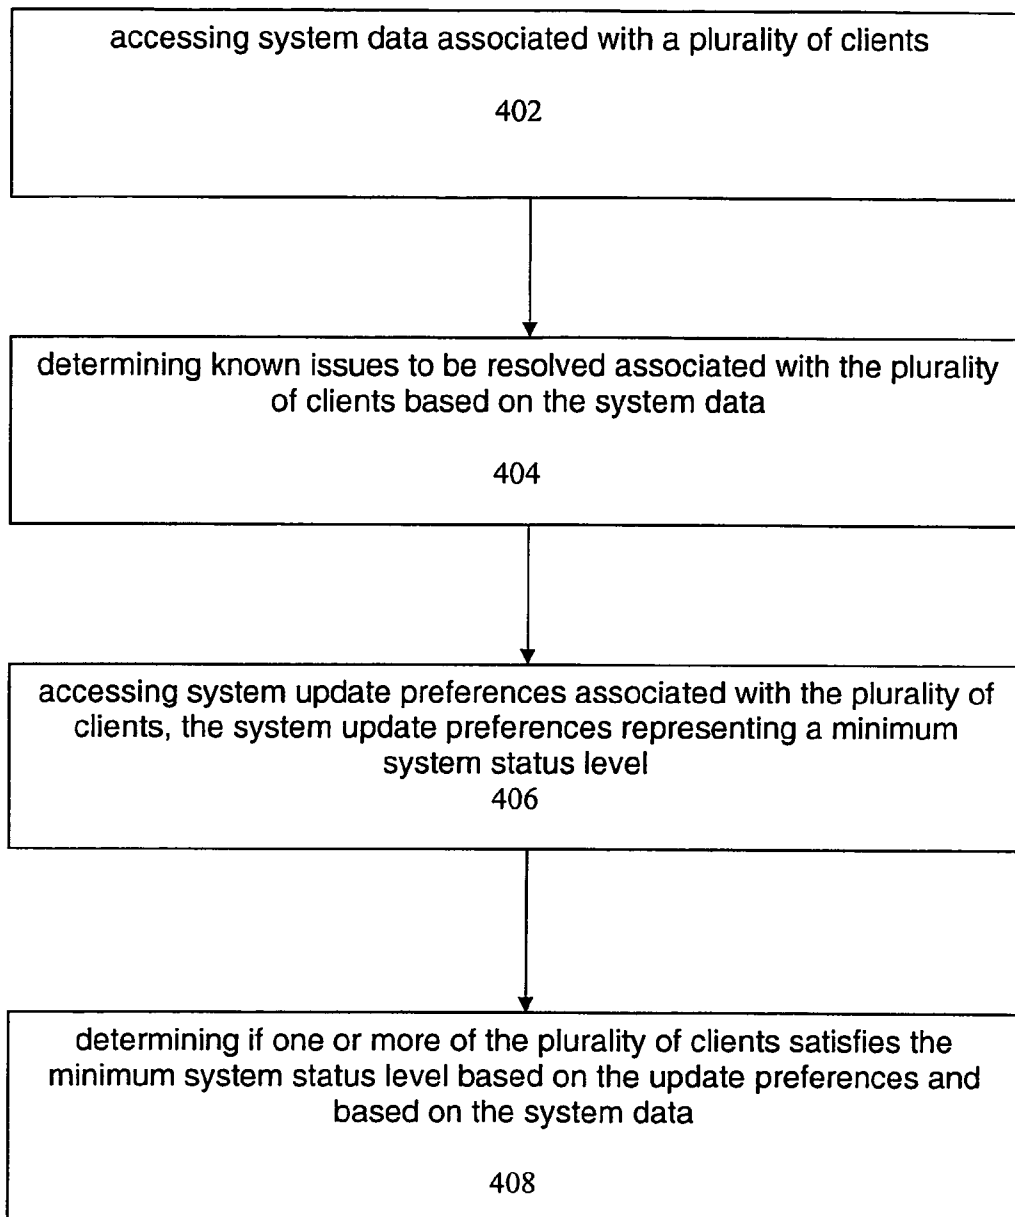 accessing system data associated with a plurality of clients
402
determining known issues to be resolved associated with the plurality
of clients based on the system data
404
accessing system update preferences associated with the plurality of
clients, the system update preferences representing a minimum
system status level
406
determining if one or more of the plurality of clients satisfies the
minimum system status level based on the update preferences and
based on the system data
408